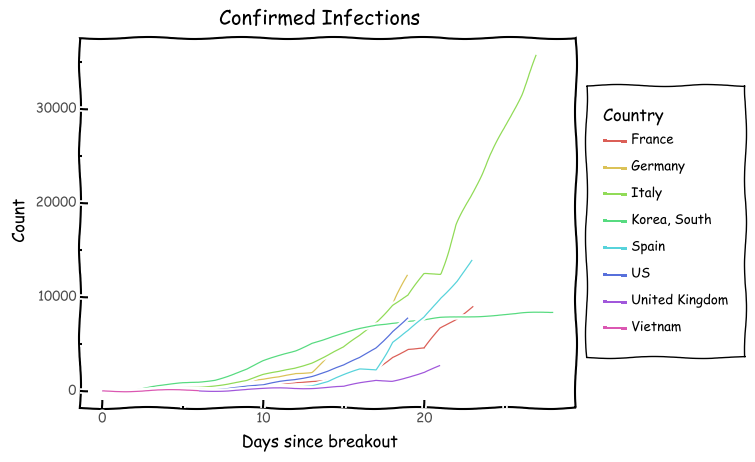 Confirmed Infections
Count
30000
20000
10000
0
0
10
20
Days since breakout
Country
France
Germany
Italy
Korea, South
Spain
US
United Kingdom
Vietnam